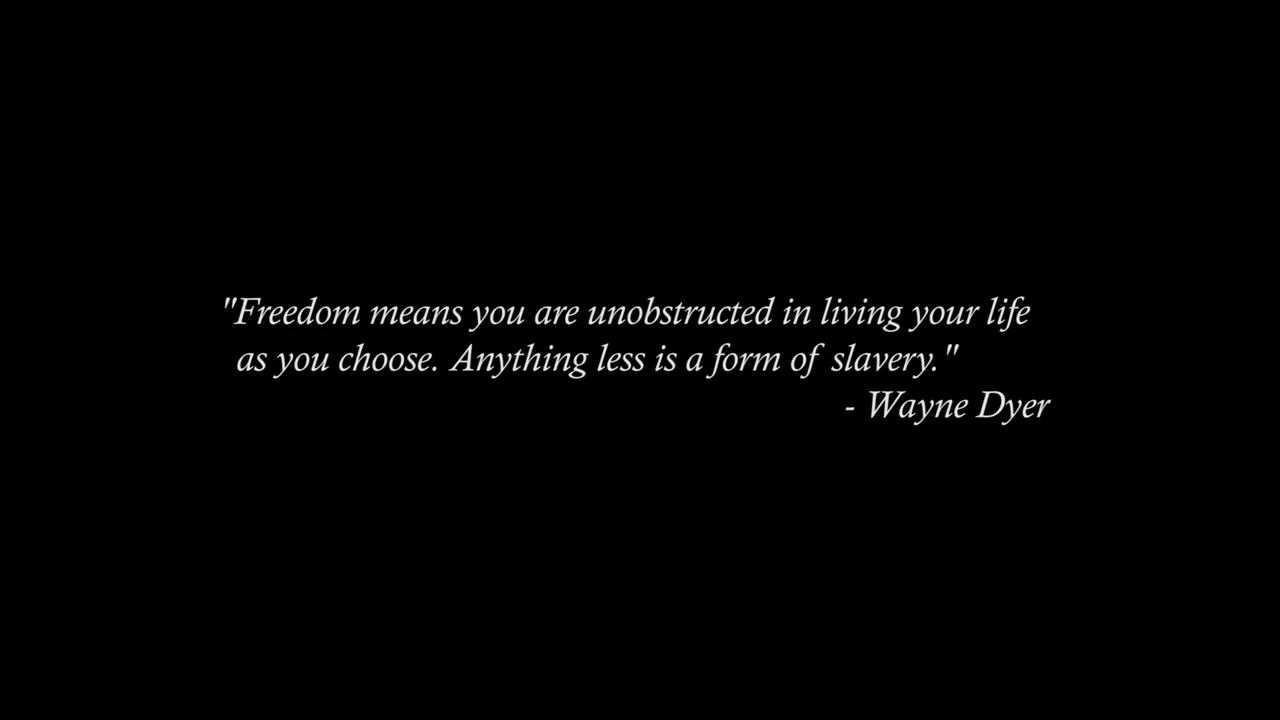 "Freedom means you are unobstructed in living your life
as you choose. Anything less is a form of slavery."
- Wayne Dyer